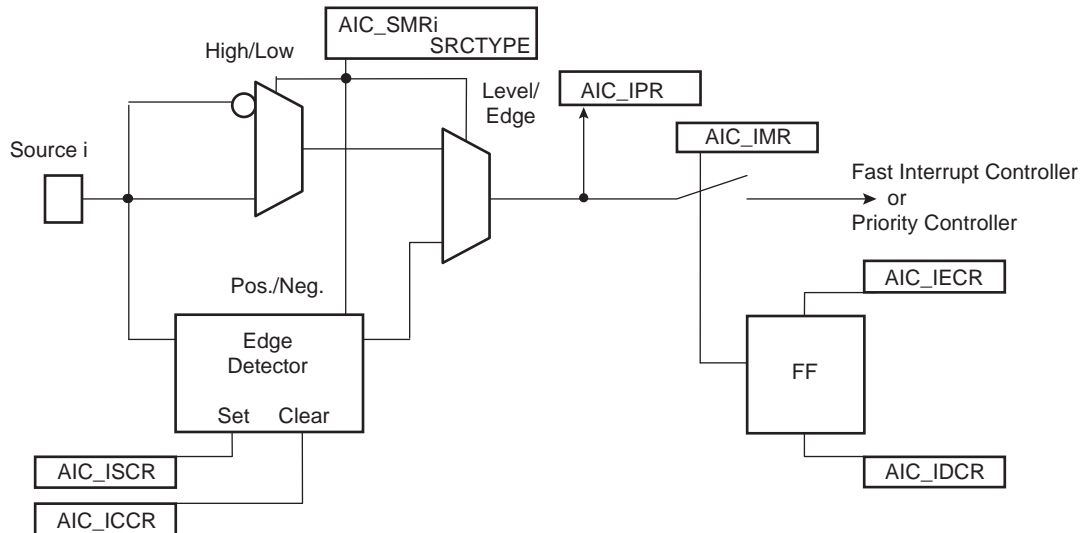 AIC_SMRi
SRCTYPE
High/Low
Level/
Edge
AIC_IPR
AIC_IMR
Source i
Fast Interrupt Controller
or
Priority Controller
Pos./Neg.
AIC_IECR
Edge
Detector
FF
Set Clear
AIC_ISCR
AIC_IDCR
AIC_ICCR